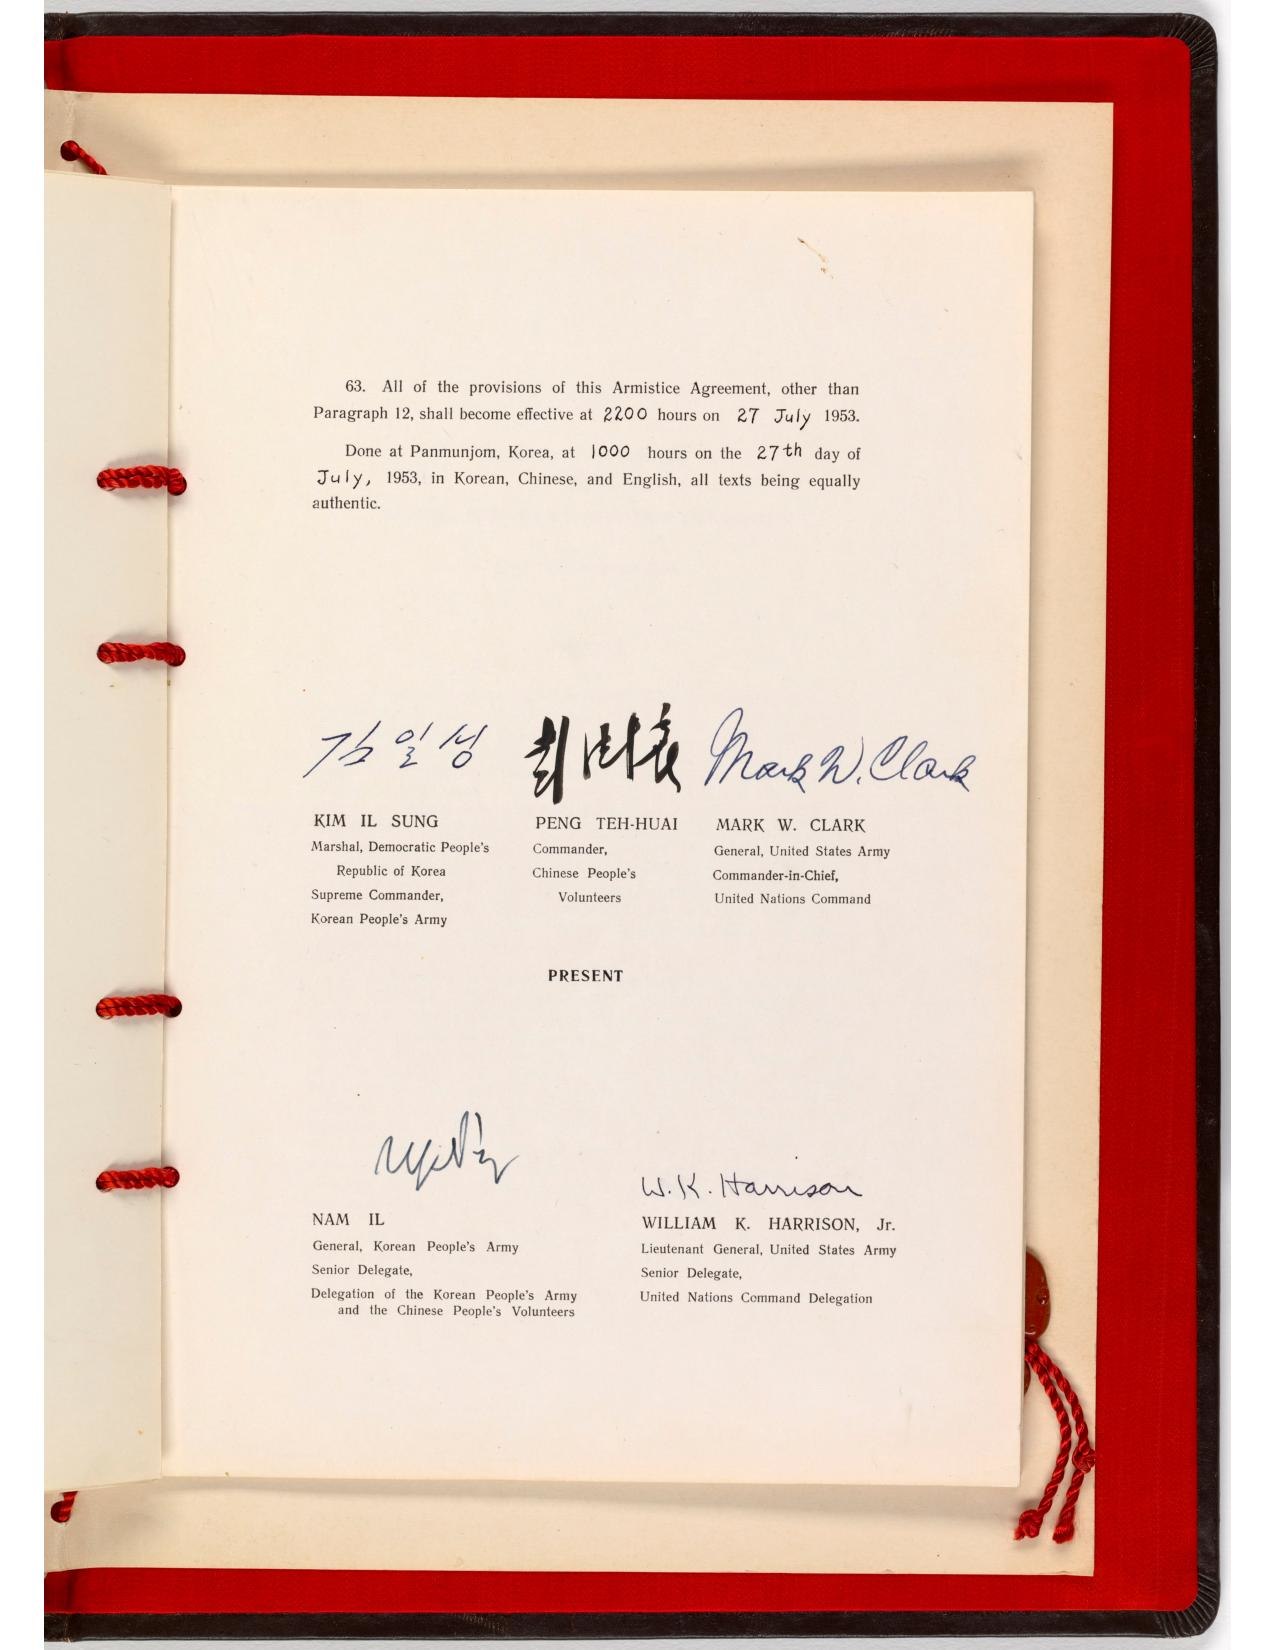 63. All of the provisions of this Armistice Agreement, other than
Paragraph 12, shall become effective at 2200 hours on 27 July 1953.
Done at Panmunjom, Korea, at 1000 hours on the 27th day of
July, 1953, in Korean, Chinese, and English, all texts being equally
authentic.
김일성 彭德懷 Mark W. Clark
KIM IL SUNG PENG TEH-HUAI MARK W. CLARK
Marshal, Democratic People's Commander, General, United States Army
Republic of Korea Chinese People's Commander-in-Chief,
Supreme Commander, Volunteers United Nations Command
Korean People's Army
PRESENT
W. K. Harrison
NAM IL WILLIAM K. HARRISON, Jr.
General, Korean People's Army Lieutenant General, United States Army
Senior Delegate, Senior Delegate,
Delegation of the Korean People's Army United Nations Command Delegation
and the Chinese People's Volunteers